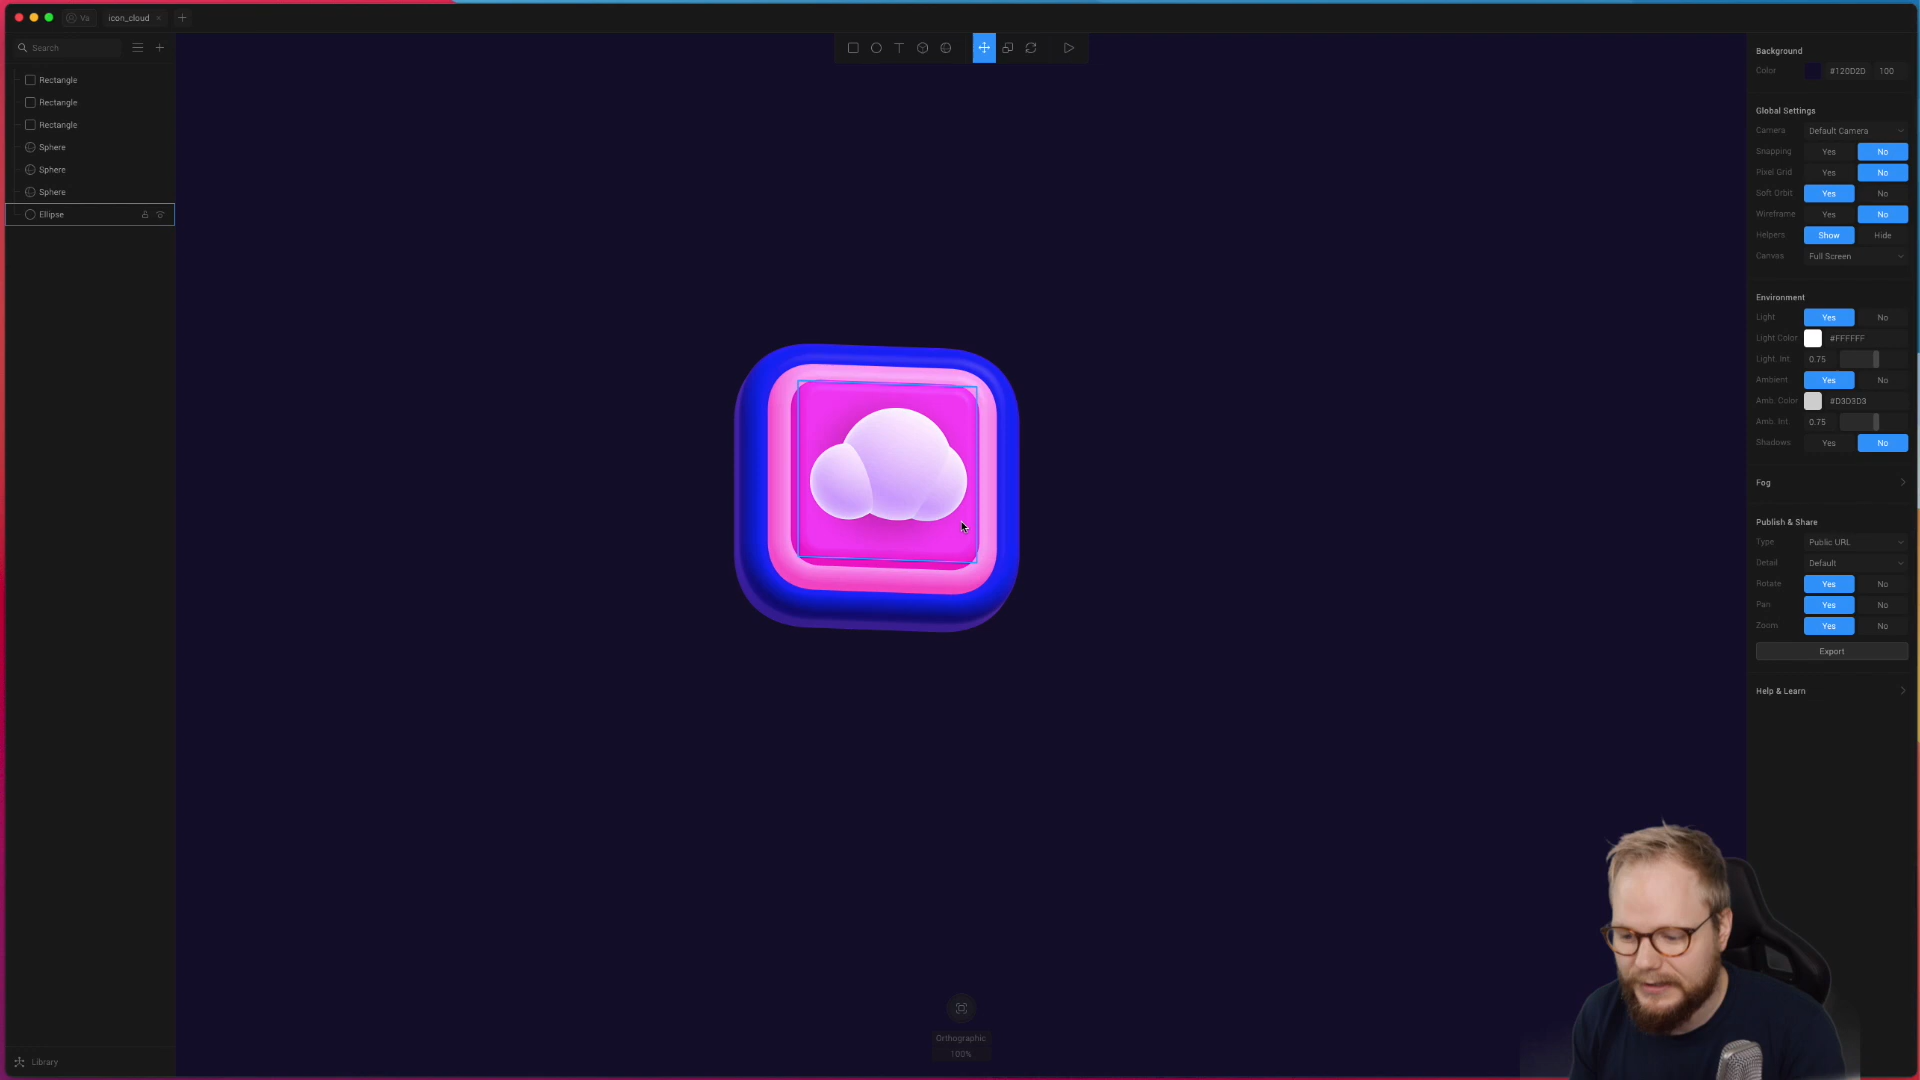 Va
icon_cloud
Search
Rectangle
Rectangle
Rectangle
Sphere
Sphere
Sphere
Ellipse
Library
Orthographic
100%
Background
Color #120D2D 100
Global Settings
Camera Default Camera
Snapping Yes No
Pixel Grid Yes No
Soft Orbit Yes No
Wireframe Yes No
Helpers Show Hide
Canvas Full Screen
Environment
Light Yes No
Light Color #FFFFFF
Light. Int. 0.75
Ambient Yes No
Amb. Color #D3D3D3
Amb. Int. 0.75
Shadows Yes No
Fog
Publish & Share
Type Public URL
Detail Default
Rotate Yes No
Pan Yes No
Zoom Yes No
Export
Help & Learn